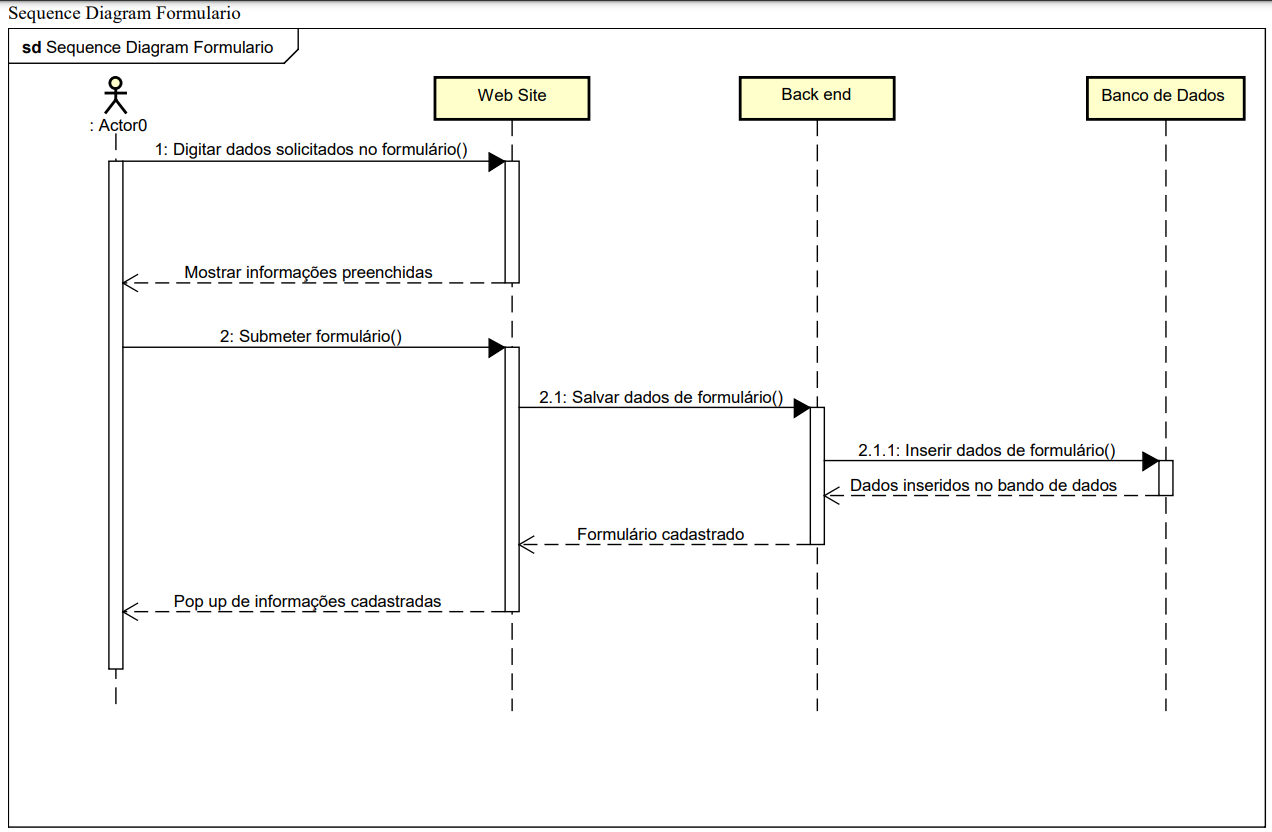 Sequence Diagram Formulario
sd Sequence Diagram Formulario
: Actor0
Web Site
Back end
Banco de Dados
1: Digitar dados solicitados no formulário()
Mostrar informações preenchidas
2: Submeter formulário()
2.1: Salvar dados de formulário()
2.1.1: Inserir dados de formulário()
Dados inseridos no bando de dados
Formulário cadastrado
Pop up de informações cadastradas